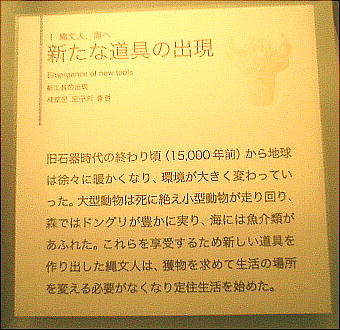 I 縄文人、海へ
新たな道具の出現
Emergence of new tools
新工具的出現
새로운 도구의 출현
旧石器時代の終わり頃（15,000年前）から地球
は徐々に暖かくなり、環境が大きく変わってい
った。大型動物は死に絶え小型動物が走り回り、
森ではドングリが豊かに実り、海には魚介類が
あふれた。これらを享受するため新しい道具を
作り出した縄文人は、獲物を求めて生活の場所
を変える必要がなくなり定住生活を始めた。